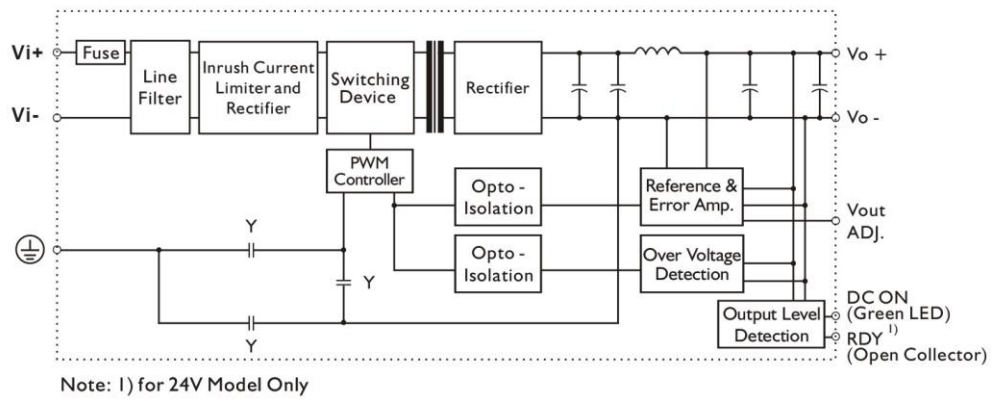 Vi+
Fuse
Line
Filter
Inrush Current
Limiter and
Rectifier
Switching
Device
Rectifier
Vo +
Vi-
Vo -
PWM
Controller
Opto -
Isolation
Reference &
Error Amp.
Vout
ADJ.
Y
Y
Y
Opto -
Isolation
Over Voltage
Detection
Output Level
Detection
DC ON
(Green LED)
RDY 1)
(Open Collector)
Note: 1) for 24V Model Only